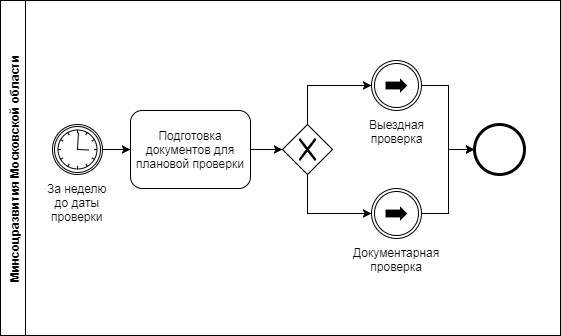 Минсоцразвития Московской области
За неделю
до даты
проверки
Подготовка
документов для
плановой проверки
Выездная
проверка
Документарная
проверка